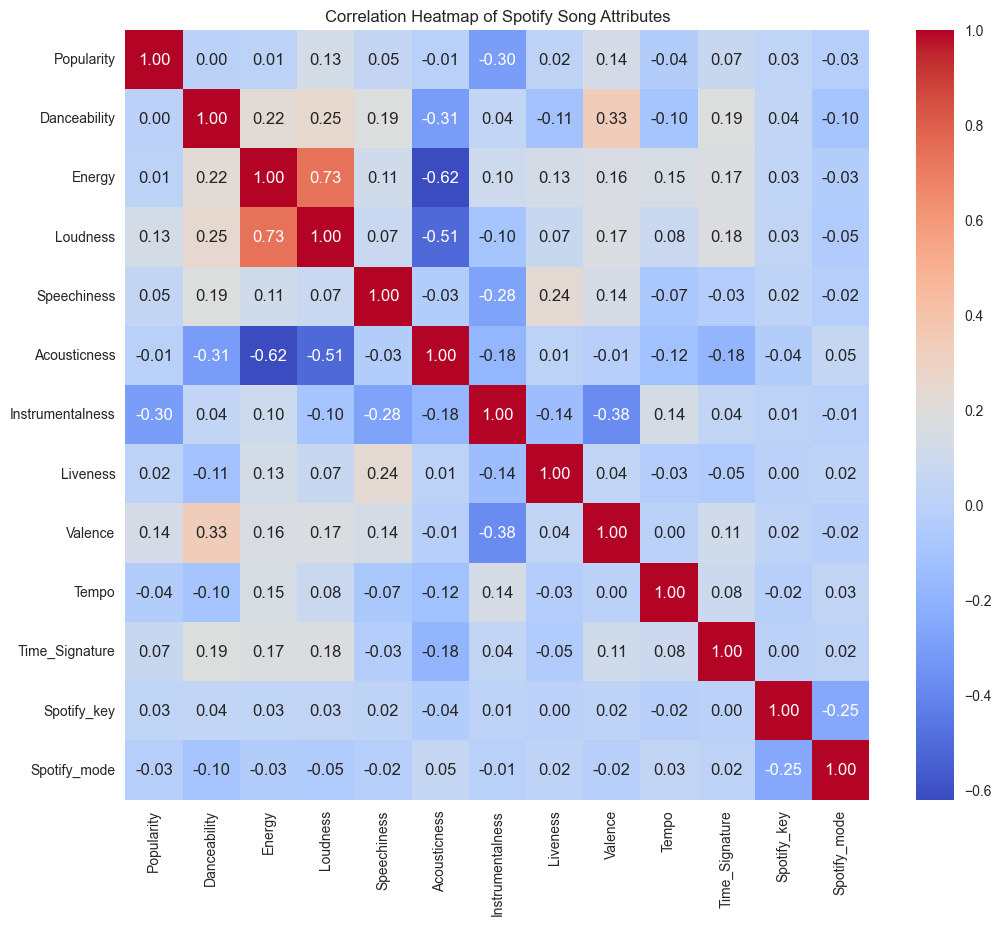 Correlation Heatmap of Spotify Song Attributes
Popularity 1.00 0.00 0.01 0.13 0.05 -0.01 -0.30 0.02 0.14 -0.04 0.07 0.03 -0.03
Danceability 0.00 1.00 0.22 0.25 0.19 -0.31 0.04 -0.11 0.33 -0.10 0.19 0.04 -0.10
Energy 0.01 0.22 1.00 0.73 0.11 -0.62 0.10 0.13 0.16 0.15 0.17 0.03 -0.03
Loudness 0.13 0.25 0.73 1.00 0.07 -0.51 -0.10 0.07 0.17 0.08 0.18 0.03 -0.05
Speechiness 0.05 0.19 0.11 0.07 1.00 -0.03 -0.28 0.24 0.14 -0.07 -0.03 0.02 -0.02
Acousticness -0.01 -0.31 -0.62 -0.51 -0.03 1.00 -0.18 0.01 -0.01 -0.12 -0.18 -0.04 0.05
Instrumentalness -0.30 0.04 0.10 -0.10 -0.28 -0.18 1.00 -0.14 -0.38 0.14 0.04 0.01 -0.01
Liveness 0.02 -0.11 0.13 0.07 0.24 0.01 -0.14 1.00 0.04 -0.03 -0.05 0.00 0.02
Valence 0.14 0.33 0.16 0.17 0.14 -0.01 -0.38 0.04 1.00 0.00 0.11 0.02 -0.02
Tempo -0.04 -0.10 0.15 0.08 -0.07 -0.12 0.14 -0.03 0.00 1.00 0.08 -0.02 0.03
Time_Signature 0.07 0.19 0.17 0.18 -0.03 -0.18 0.04 -0.05 0.11 0.08 1.00 0.00 0.02
Spotify_key 0.03 0.04 0.03 0.03 0.02 -0.04 0.01 0.00 0.02 -0.02 0.00 1.00 -0.25
Spotify_mode -0.03 -0.10 -0.03 -0.05 -0.02 0.05 -0.01 0.02 -0.02 0.03 0.02 -0.25 1.00
Popularity
Danceability
Energy
Loudness
Speechiness
Acousticness
Instrumentalness
Liveness
Valence
Tempo
Time_Signature
Spotify_key
Spotify_mode
1.0
0.8
0.6
0.4
0.2
0.0
−0.2
−0.4
−0.6